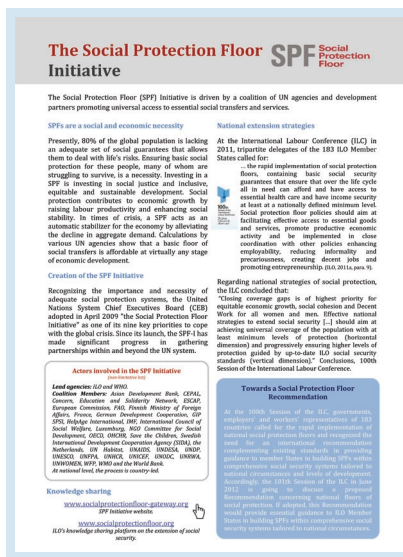 The Social Protection Floor
Initiative
SPF Social
Protection
Floor
The Social Protection Floor (SPF) Initiative is driven by a coalition of UN agencies and development
partners promoting universal access to essential social transfers and services.
SPFs are a social and economic necessity
Presently, 80% of the global population is lacking
an adequate set of social guarantees that allows
them to deal with life's risks. Ensuring basic social
protection for these people, many of whom are
struggling to survive, is a necessity. Investing in a
SPF is investing in social justice and inclusive,
equitable and sustainable development. Social
protection contributes to economic growth by
raising labour productivity and enhancing social
stability. In times of crisis, a SPF acts as an
automatic stabilizer for the economy by alleviating
the decline in aggregate demand. Calculations by
various UN agencies show that a basic floor of
social transfers is affordable at virtually any stage
of economic development.
Creation of the SPF Initiative
Recognizing the importance and necessity of
adequate social protection systems, the United
Nations System Chief Executives Board (CEB)
adopted in April 2009 "the Social Protection Floor
Initiative" as one of its nine key priorities to cope
with the global crisis. Since its launch, the SPF-I has
made significant progress in gathering
partnerships within and beyond the UN system.
Actors involved in the SPF Initiative
Lead agencies: ILO and WHO.
Coalition Members: Asian Development Bank, CEPAL,
Concern, Education and Solidarity Network, ESCAP,
European Commission, FAO, Finnish Ministry of Foreign
Affairs, France, German Development Cooperation, GIP
SPSI, HelpAge International, IMF, International Council of
Social Welfare, Luxemburg, NGO Committee for Social
Development, OECD, OHCHR, Save the Children, Swedish
International Development Cooperation Agency (SIDA), the
Netherlands, UN Habitat, UNAIDS, UNDESA, UNDP,
UNESCO, UNFPA, UNHCR, UNICEF, UNODC, UNRWA,
UNWOMEN, WFP, WMO and the World Bank.
At national level, the process is country-led.
Knowledge sharing
www.socialprotectionfloor-gateway.org
SPF Initiative website.
www.socialprotectionfloor.org
ILO's knowledge sharing platform on the extension of social
security.
National extension strategies
At the International Labour Conference (ILC) in
2011, tripartite delegates of the 183 ILO Member
States called for:
... the rapid implementation of social protection
floors, containing basic social security
guarantees that ensure that over the life cycle
all in need can afford and have access to
essential health care and have income security
at least at a nationally defined minimum level.
Social protection floor policies should aim at
facilitating effective access to essential goods
and services, promote productive economic
activity and be implemented in close
coordination with other policies enhancing
employability, reducing informality and
precariousness, creating decent jobs and
promoting entrepreneurship. (ILO, 2011a, para. 9).
100th
Regarding national strategies of social protection,
the ILC concluded that:
"Closing coverage gaps is of highest priority for
equitable economic growth, social cohesion and Decent
Work for all women and men. Effective national
strategies to extend social security [...] should aim at
achieving universal coverage of the population with at
least minimum levels of protection (horizontal
dimension) and progressively ensuring higher levels of
protection guided by up-to-date ILO social security
standards (vertical dimension)." Conclusions, 100th
Session of the International Labour Conference.
Towards a Social Protection Floor
Recommendation
At the 100th Session of the ILC, governments,
employers' and workers' representatives of 183
countries called for the rapid implementation of
national social protection floors and recognized the
need for an international recommendation
complementing existing standards in providing
guidance to member States in building SPFs within
comprehensive social security systems tailored to
national circumstances and levels of development.
Accordingly, the 101th Session of the ILC in June
2012 is going to discuss a proposed
Recommendation concerning national floors of
social protection. If adopted, this Recommendation
would provide essential guidance to ILO Member
States in building SPFs within comprehensive social
security systems tailored to national circumstances.